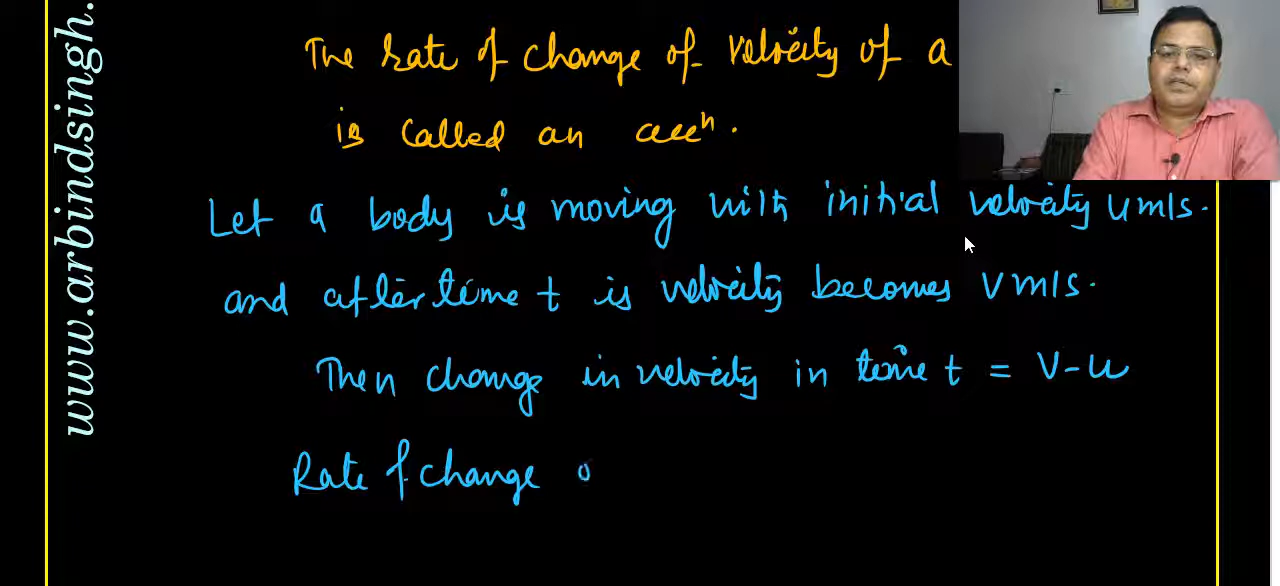 www.arbindsingh.
The rate of change of velocity of a
is called an accⁿ.
Let a body is moving with initial velocity u m/s.
and after time t is velocity becomes v m/s.
Then change in velocity in time t = v-u
Rate of change o